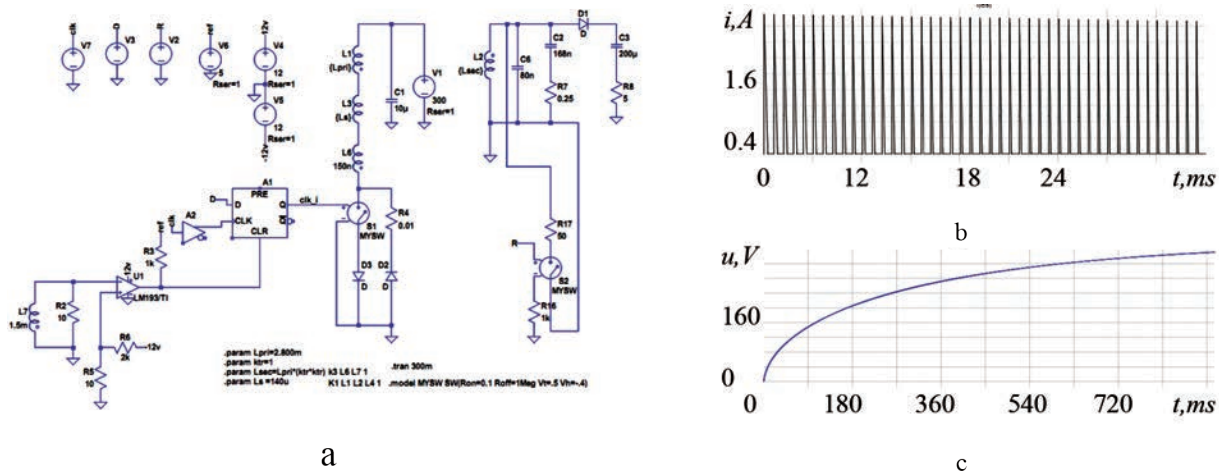 clk
V7
D
V3
R
V2
ref
V6
5
Rser=1
12v
V4
12
Rser=1
V5
12
Rser=1
-12v
L1
{Lpri}
L3
{Ls}
L6
150n
C1
10µ
V1
300
Rser=1
L2
{Lsec}
C6
80n
C2
168n
R7
0.25
D1
D
C3
200µ
R8
5
A1
PRE
D
D
Q
CLK
CLR
clk_i
A2
clk
ref
R3
1k
S1
MYSW
R4
0.01
D3
D
D2
D
R17
50
R
S2
MYSW
R16
1k
-12v
U1
LM193/TI
L7
1.5m
R2
10
R6
2k
-12v
R5
10
.param Lpri=2.800m
.param ktr=1
.param Lsec=Lpri*(ktr*ktr) k3 L6 L7 1
.param Ls =140u
.tran 300m
K1 L1 L2 L4 1 .model MYSW SW(Ron=0.1 Roff=1Meg Vt=.5 Vh=-.4)
a
i,A
1.6
0.4
0 12 18 24 t,ms
b
u,V
160
0
0 180 360 540 720 t,ms
c